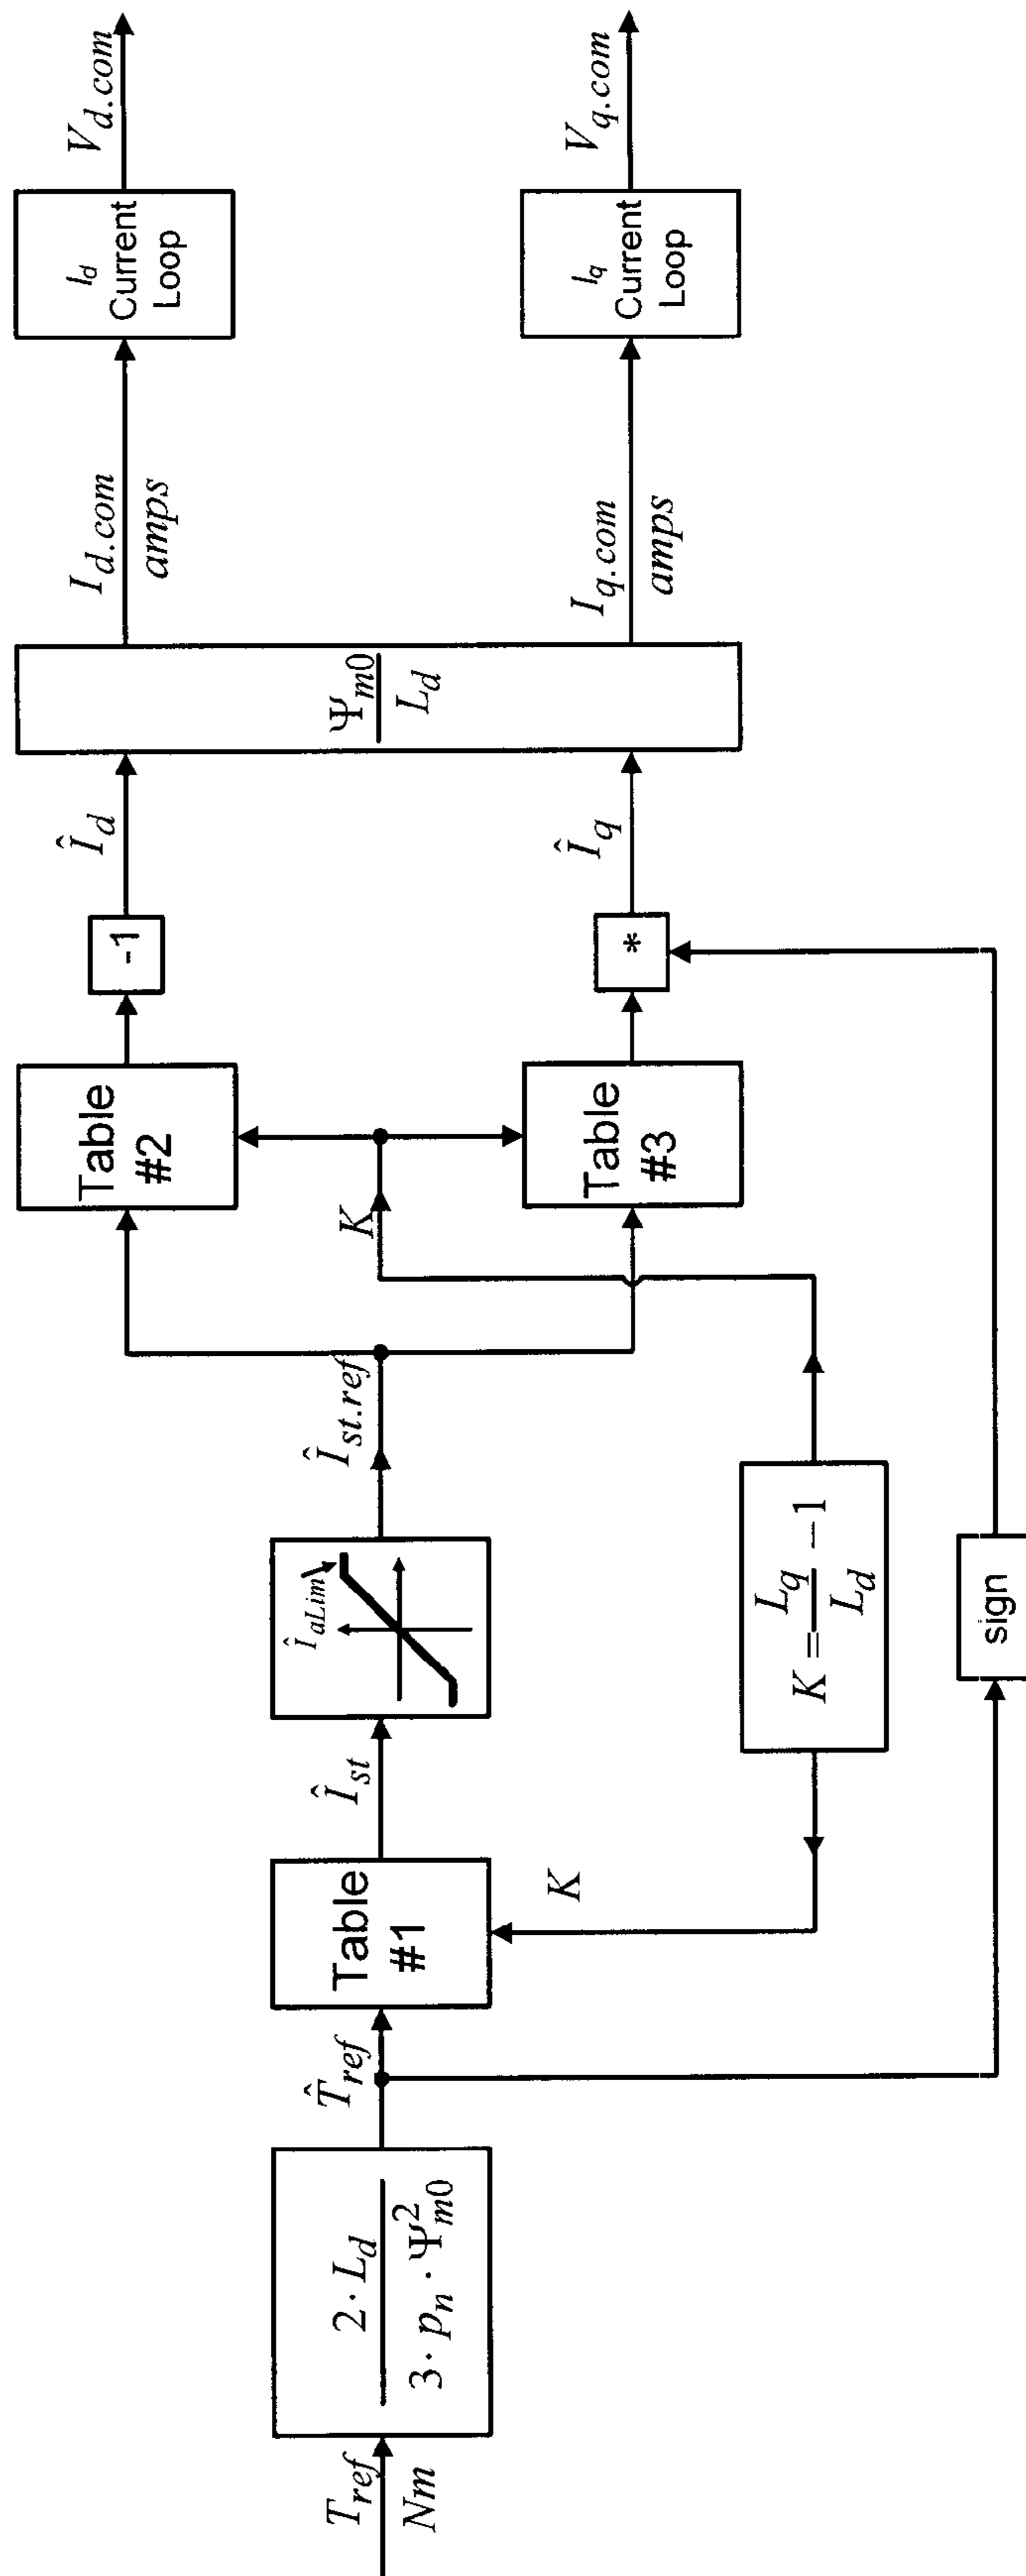 T_ref
Nm
2 · L_d
3 · p_n · Ψ²_m0
T̂_ref
Table
#1
K
Î_st
Î_aLim
Î_st.ref
K = L_q / L_d − 1
sign
K
Table
#2
Table
#3
-1
*
Î_d
Î_q
Ψ_m0
L_d
I_d.com
amps
I_q.com
amps
I_d
Current
Loop
I_q
Current
Loop
V_d.com
V_q.com